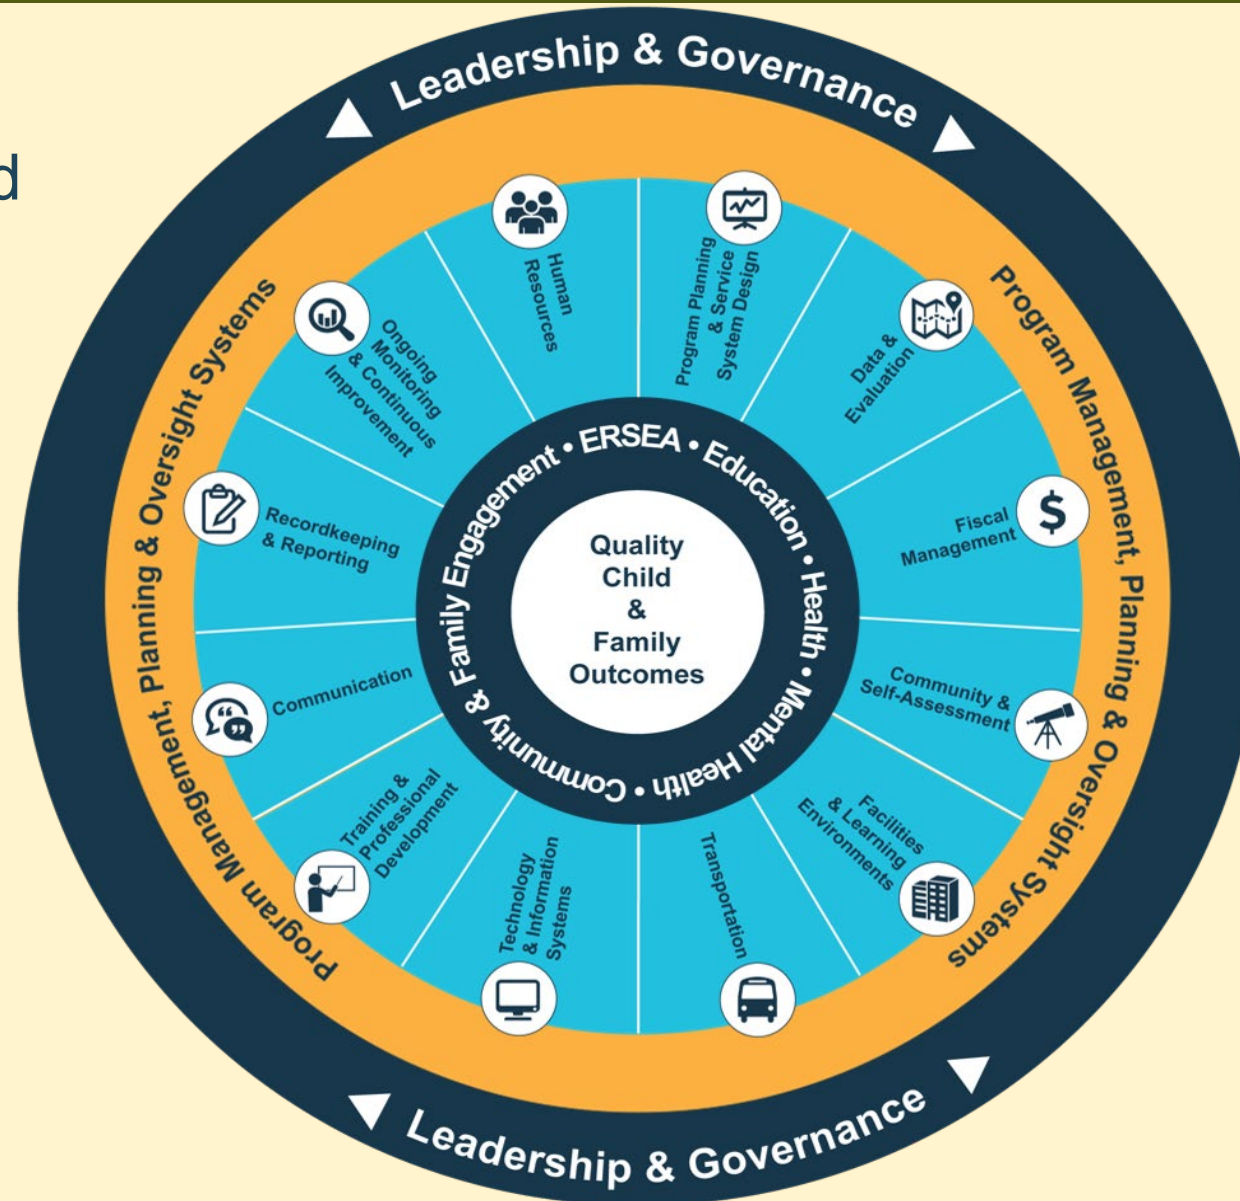 d
Leadership & Governance
Program Management, Planning & Oversight Systems
Program Management, Planning & Oversight Systems
Human
Resources
Program Planning
& Service
System Design
Data &
Evaluation
Fiscal
Management
Community &
Self-Assessment
Facilities
& Learning
Environments
Transportation
Technology
& Information
Systems
Training &
Professional
Development
Communication
Recordkeeping
& Reporting
Ongoing
Monitoring
& Continuous
Improvement
ERSEA • Education • Health • Mental Health • Community & Family Engagement •
Quality
Child
&
Family
Outcomes
$
Leadership & Governance